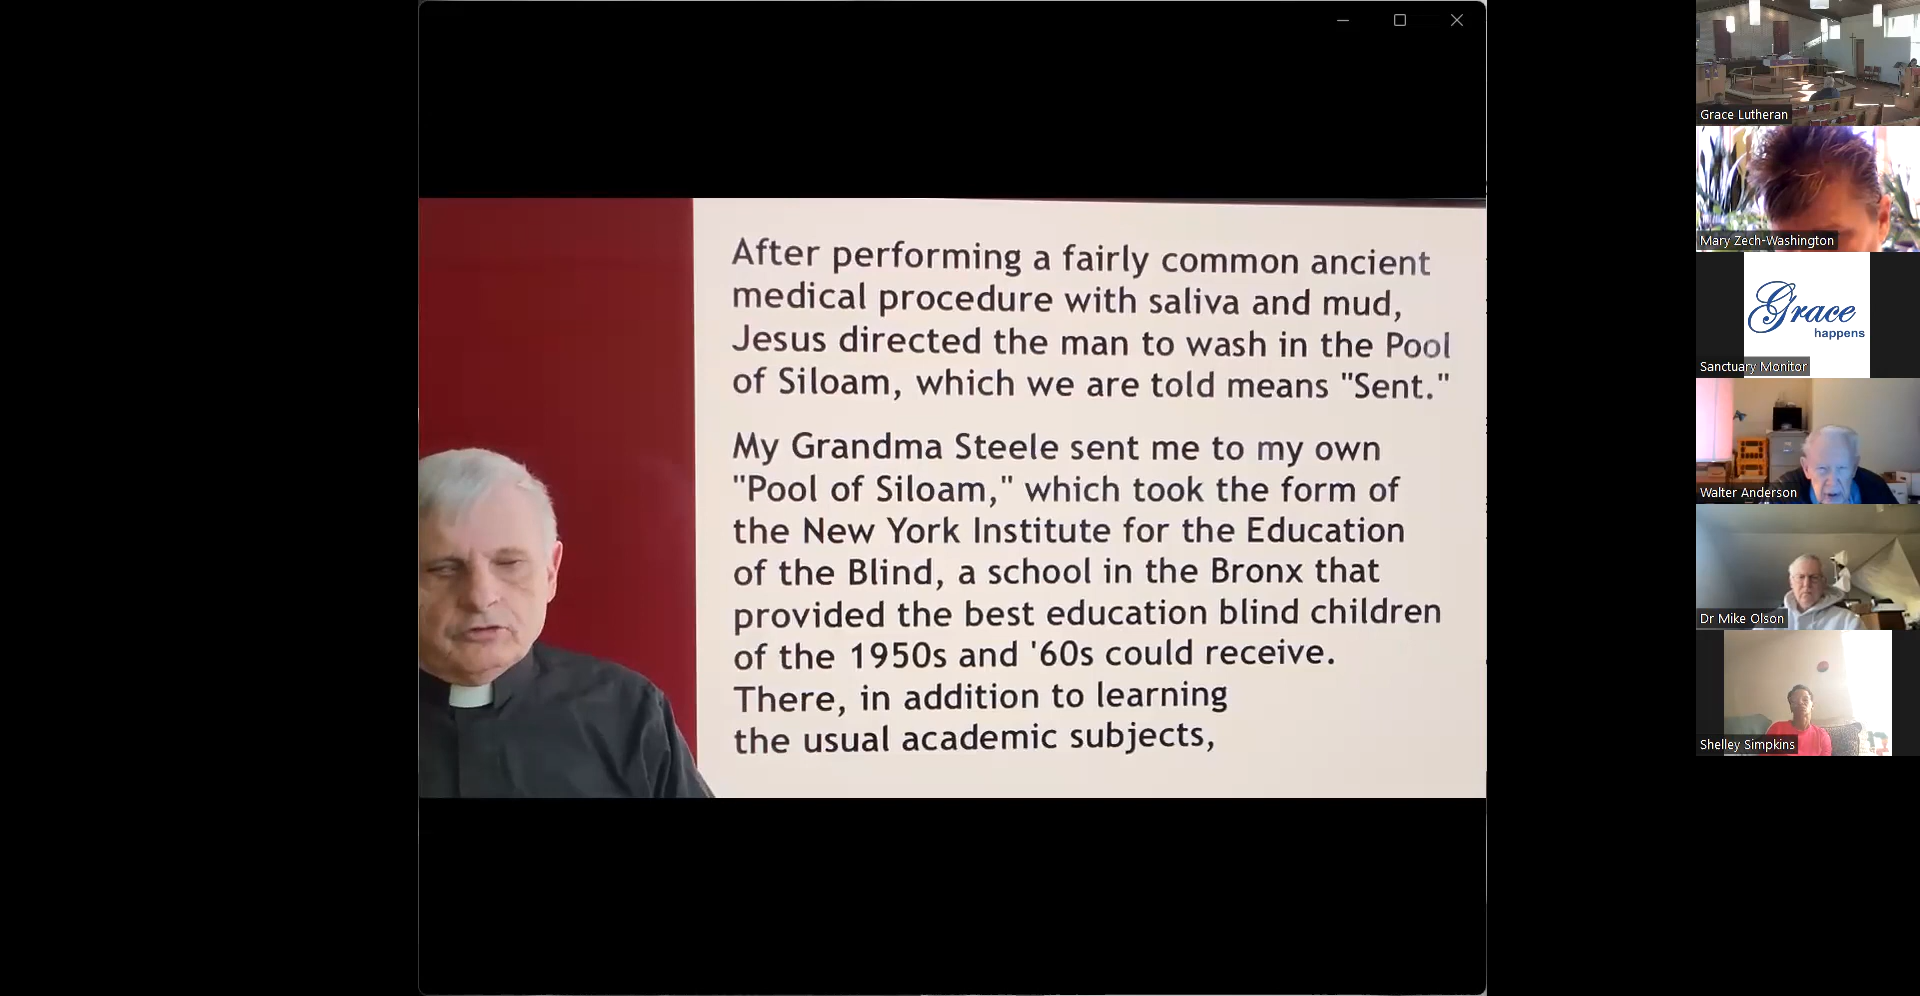 After performing a fairly common ancient
medical procedure with saliva and mud,
Jesus directed the man to wash in the Pool
of Siloam, which we are told means "Sent."
My Grandma Steele sent me to my own
"Pool of Siloam," which took the form of
the New York Institute for the Education
of the Blind, a school in the Bronx that
provided the best education blind children
of the 1950s and '60s could receive.
There, in addition to learning
the usual academic subjects,
Grace Lutheran
Mary Zech-Washington
Grace
happens
Sanctuary Monitor
Walter Anderson
Dr Mike Olson
Shelley Simpkins